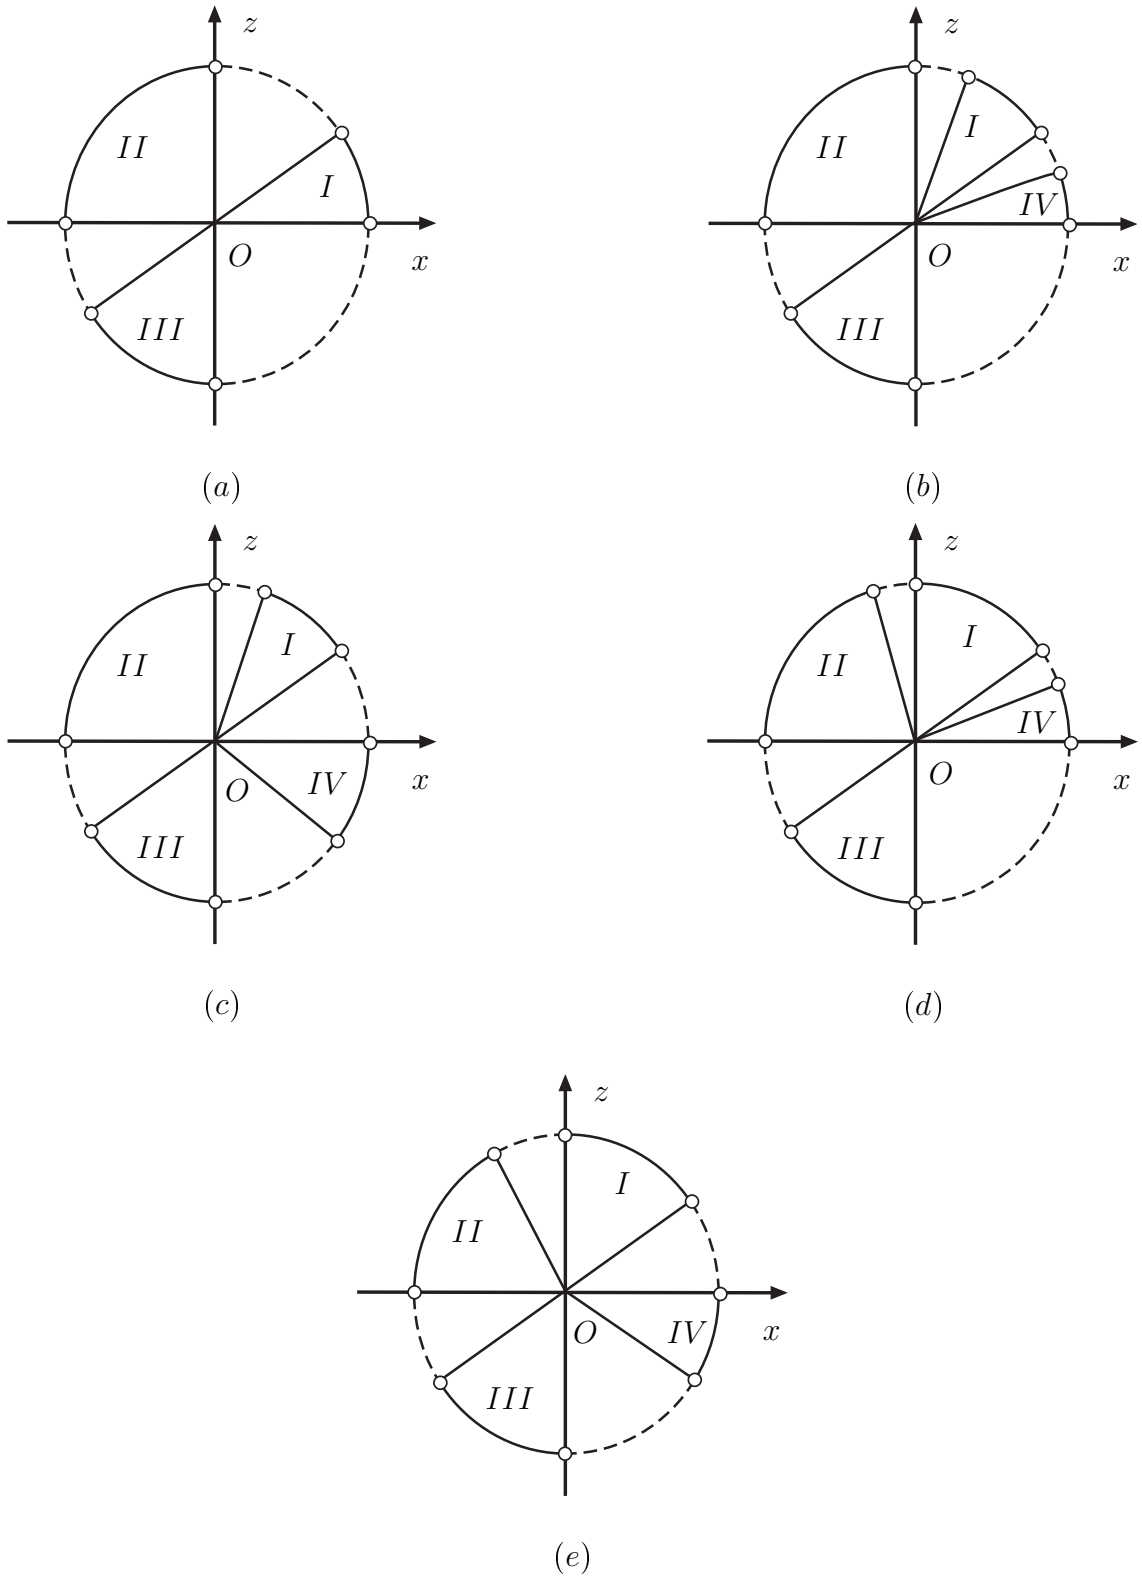 z z
I
II II
I
IV
O O
x x
III III
(a) (b)
z z
I I
II II
IV
IV
O O
x x
III III
(c) (d)
z
I
II
O IV x
III
(e)